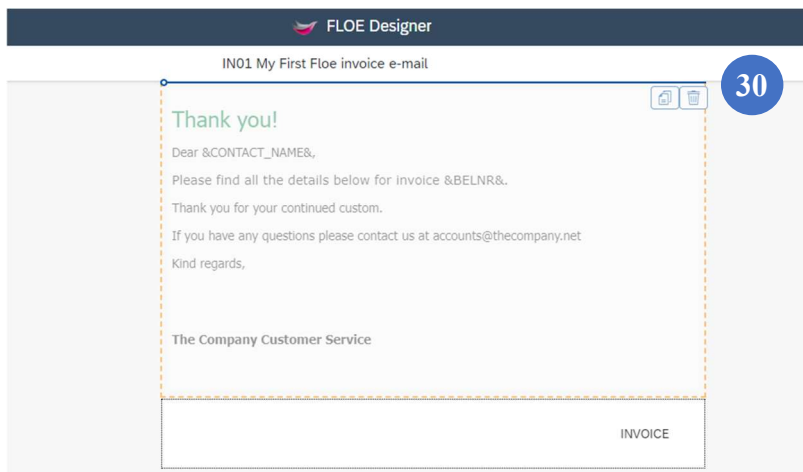 FLOE Designer
IN01 My First Floe invoice e-mail
30
Thank you!
Dear &CONTACT_NAME&,
Please find all the details below for invoice &BELNR&.
Thank you for your continued custom.
If you have any questions please contact us at accounts@thecompany.net
Kind regards,
The Company Customer Service
INVOICE